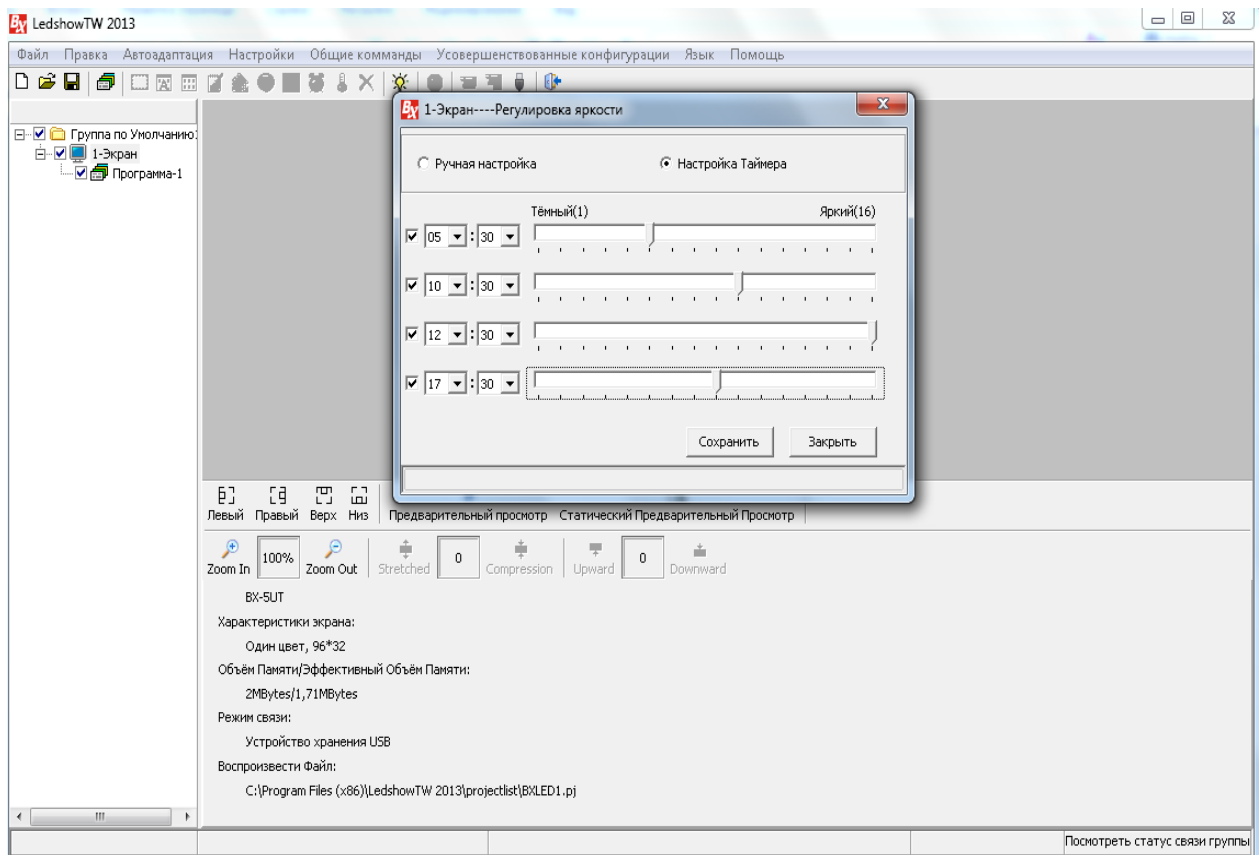 LedshowTW 2013
Файл Правка Автоадаптация Настройки Общие комманды Усовершенствованные конфигурации Язык Помощь
1-Экран----Регулировка яркости
Ручная настройка Настройка Таймера
Тёмный(1) Яркий(16)
05 : 30
10 : 30
12 : 30
17 : 30
Сохранить Закрыть
Группа по Умолчанию
1-Экран
Программа-1
Левый Правый Верх Низ Предварительный просмотр Статический Предварительный Просмотр
Zoom In 100% Zoom Out Stretched 0 Compression Upward 0 Downward
BX-5UT
Характеристики экрана:
Один цвет, 96*32
Объём Памяти/Эффективный Объём Памяти:
2MBytes/1,71MBytes
Режим связи:
Устройство хранения USB
Воспроизвести Файл:
C:\Program Files (x86)\LedshowTW 2013\projectlist\BXLED1.pj
Посмотреть статус связи группы